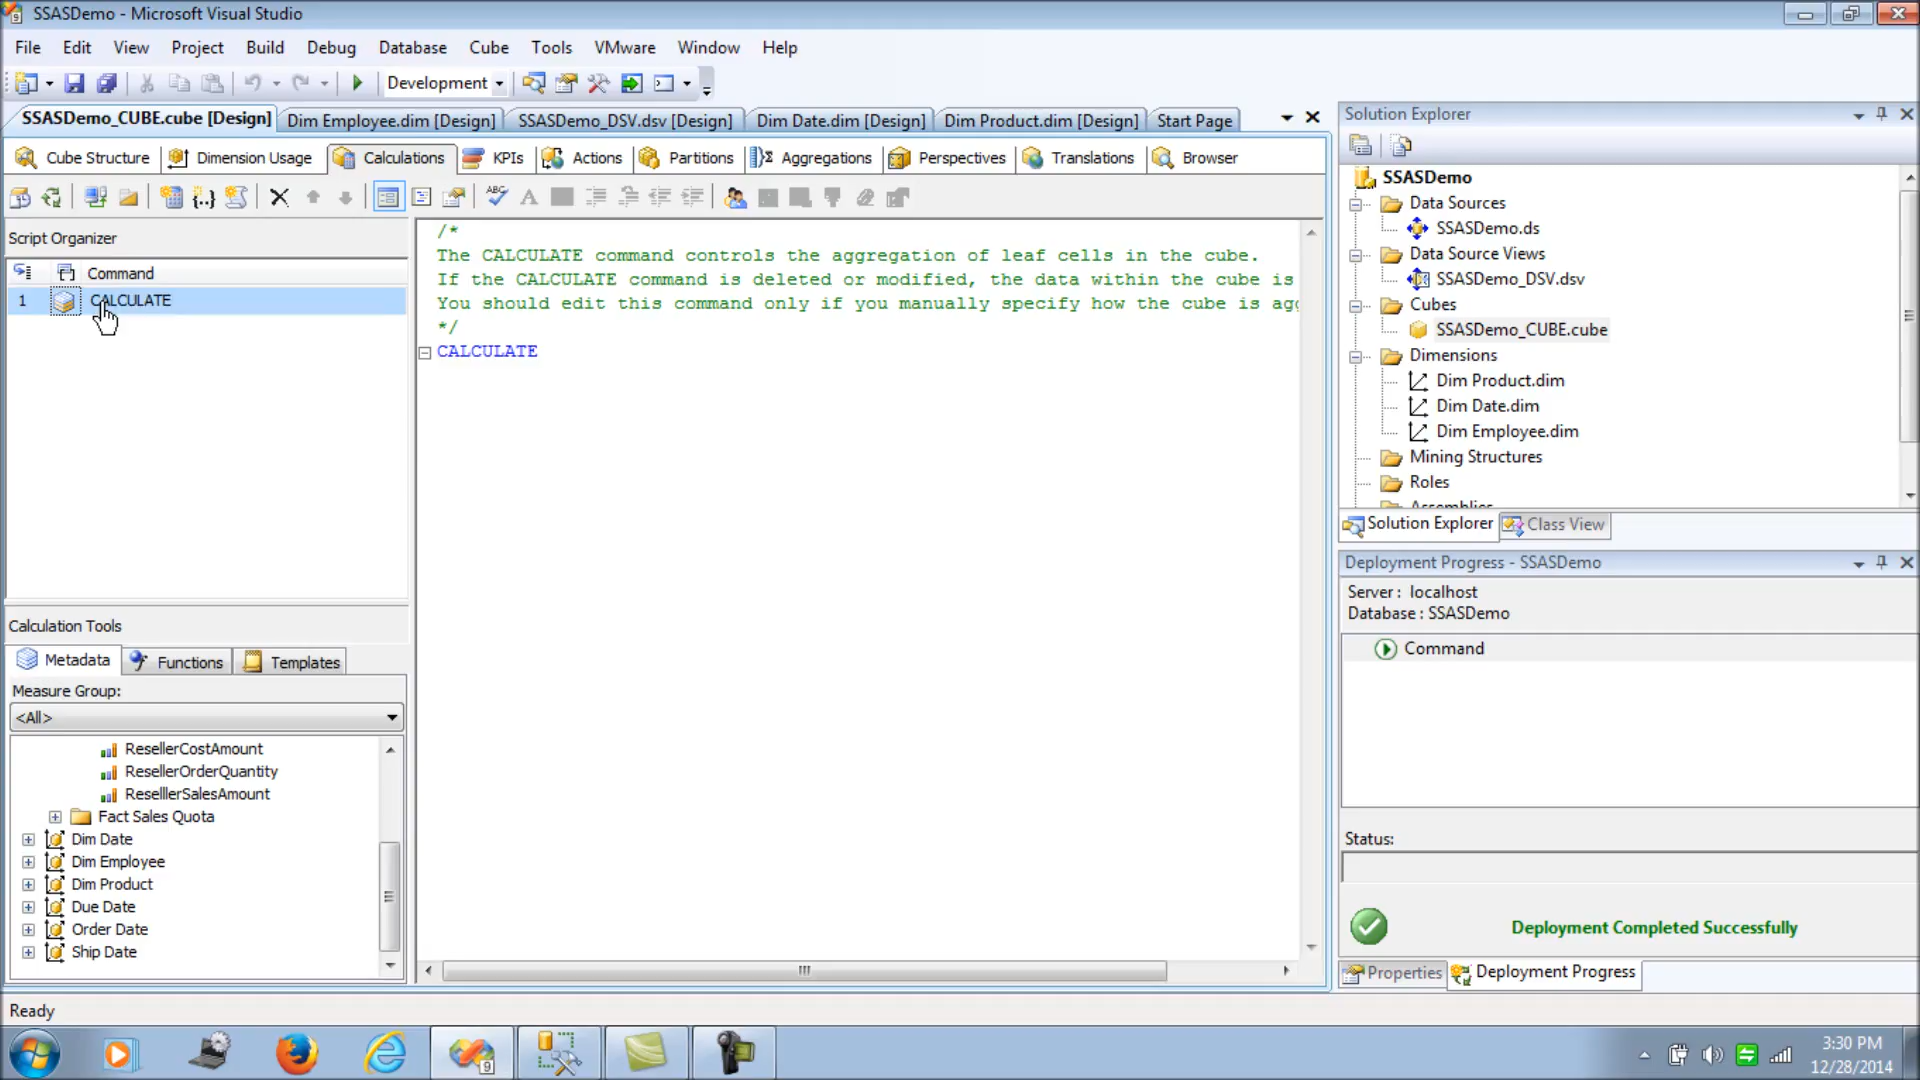 SSASDemo - Microsoft Visual Studio
File Edit View Project Build Debug Database Cube Tools VMware Window Help
Development
SSASDemo_CUBE.cube [Design] Dim Employee.dim [Design] SSASDemo_DSV.dsv [Design] Dim Date.dim [Design] Dim Product.dim [Design] Start Page
Cube Structure Dimension Usage Calculations KPIs Actions Partitions Aggregations Perspectives Translations Browser
Script Organizer
Command
1 CALCULATE
/*
The CALCULATE command controls the aggregation of leaf cells in the cube.
If the CALCULATE command is deleted or modified, the data within the cube is
You should edit this command only if you manually specify how the cube is agg
*/
CALCULATE
Calculation Tools
Metadata Functions Templates
Measure Group:
<All>
ResellerCostAmount
ResellerOrderQuantity
ReselllerSalesAmount
Fact Sales Quota
Dim Date
Dim Employee
Dim Product
Due Date
Order Date
Ship Date
Solution Explorer
SSASDemo
Data Sources
SSASDemo.ds
Data Source Views
SSASDemo_DSV.dsv
Cubes
SSASDemo_CUBE.cube
Dimensions
Dim Product.dim
Dim Date.dim
Dim Employee.dim
Mining Structures
Roles
Assemblies
Solution Explorer Class View
Deployment Progress - SSASDemo
Server : localhost
Database : SSASDemo
Command
Status:
Deployment Completed Successfully
Properties Deployment Progress
Ready
3:30 PM
12/28/2014